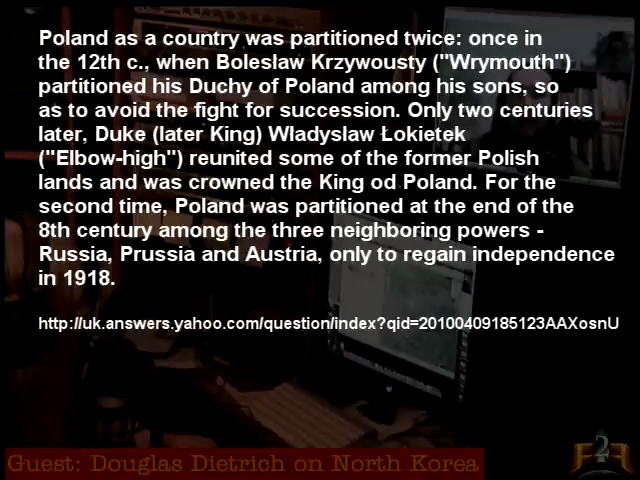 Poland as a country was partitioned twice: once in
the 12th c., when Bolesław Krzywousty ("Wrymouth")
partitioned his Duchy of Poland among his sons, so
as to avoid the fight for succession. Only two centuries
later, Duke (later King) Władysław Łokietek
("Elbow-high") reunited some of the former Polish
lands and was crowned the King od Poland. For the
second time, Poland was partitioned at the end of the
8th century among the three neighboring powers -
Russia, Prussia and Austria, only to regain independence
in 1918.
http://uk.answers.yahoo.com/question/index?qid=20100409185123AAXosnU
Guest: Douglas Dietrich on North Korea
F2F